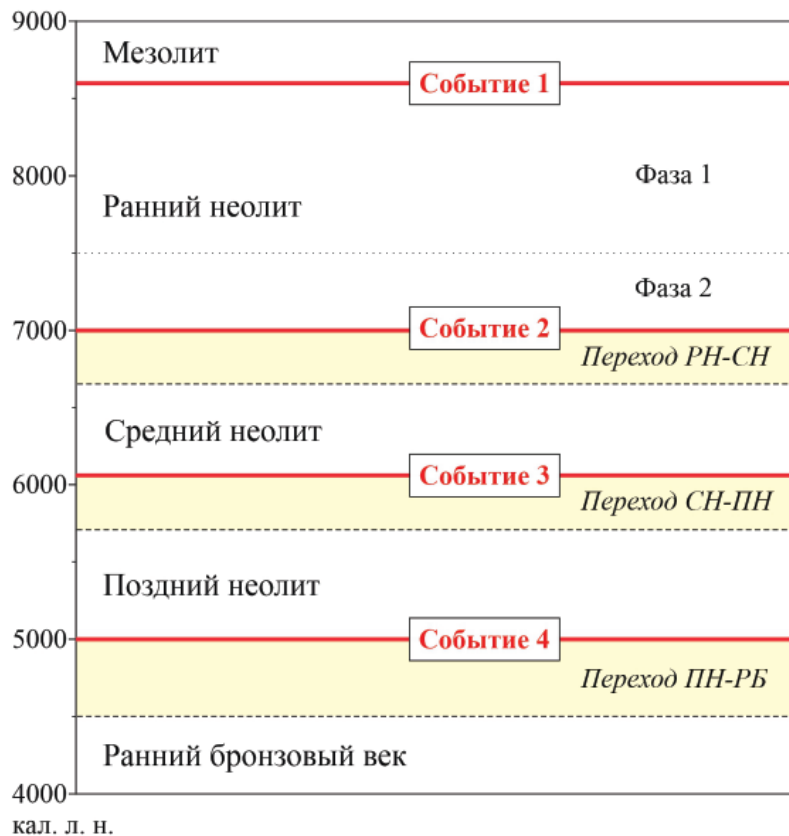 9000
Мезолит
Событие 1
8000
Фаза 1
Ранний неолит
Фаза 2
7000
Событие 2
Переход РН-СН
Средний неолит
Событие 3
6000
Переход СН-ПН
Поздний неолит
5000
Событие 4
Переход ПН-РБ
Ранний бронзовый век
4000
кал. л. н.